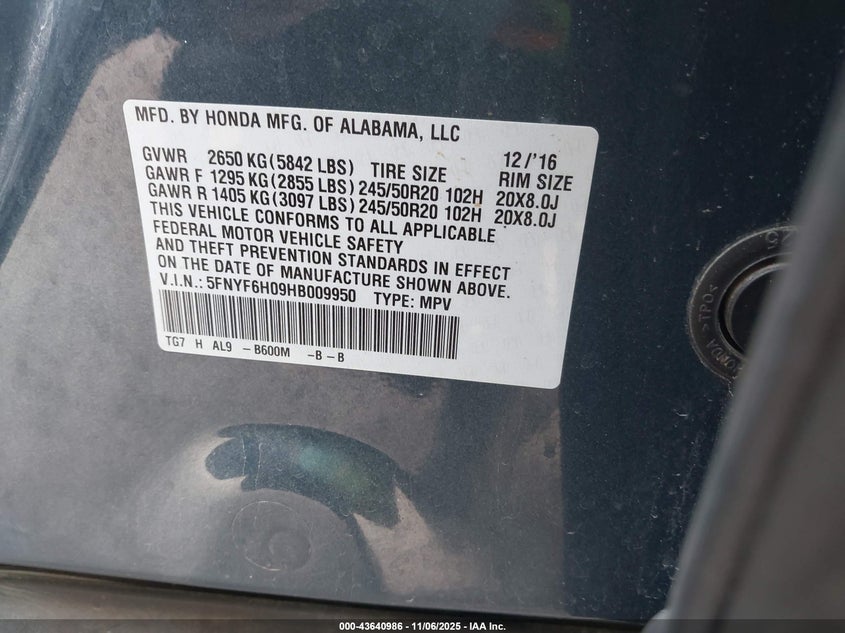 MFD. BY HONDA MFG. OF ALABAMA, LLC
12/'16
GVWR 2650 KG(5842 LBS) TIRE SIZE RIM SIZE
GAWR F 1295 KG(2855 LBS)245/50R20 102H 20X8.0J
GAWR R 1405 KG(3097 LBS)245/50R20 102H 20X8.0J
THIS VEHICLE CONFORMS TO ALL APPLICABLE
FEDERAL MOTOR VEHICLE SAFETY
AND THEFT PREVENTION STANDARDS IN EFFECT
ON THE DATE OF MANUFACTURE SHOWN ABOVE.
V.I.N.: 5FNYF6H09HB009950 TYPE: MPV
TG7 H AL9 - B600M - B - B
>TPO<
000-43640986 - 11/06/2025 - IAA Inc.